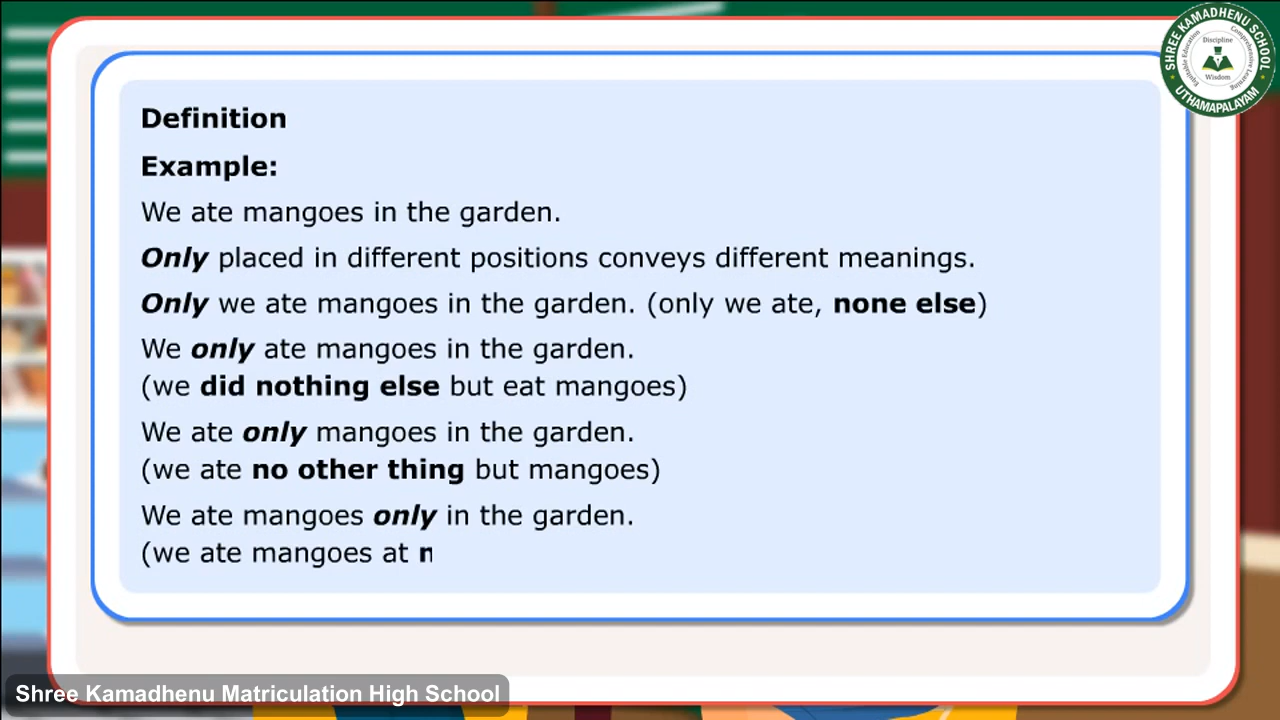 SHREE KAMADHENU SCHOOL
Discipline
Comprehensive Learning
Equitable Education
Wisdom
UTHAMAPALAYAM
Definition
Example:
We ate mangoes in the garden.
Only placed in different positions conveys different meanings.
Only we ate mangoes in the garden. (only we ate, none else)
We only ate mangoes in the garden.
(we did nothing else but eat mangoes)
We ate only mangoes in the garden.
(we ate no other thing but mangoes)
We ate mangoes only in the garden.
(we ate mangoes at n
Shree Kamadhenu Matriculation High School